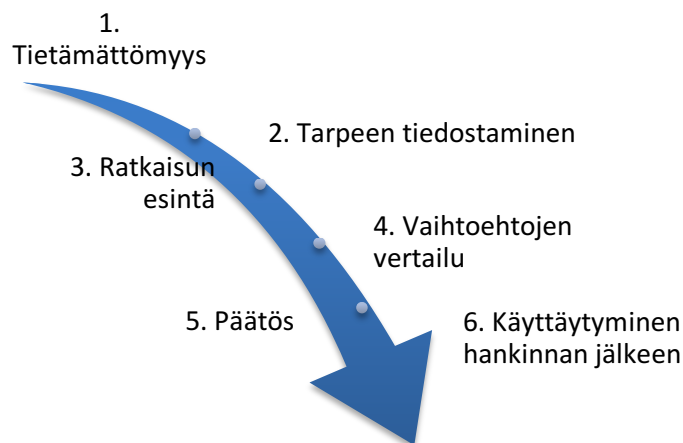 1.
Tietämättömyys
2. Tarpeen tiedostaminen
3. Ratkaisun
esintä
4. Vaihtoehtojen
vertailu
5. Päätös
6. Käyttäytyminen
hankinnan jälkeen